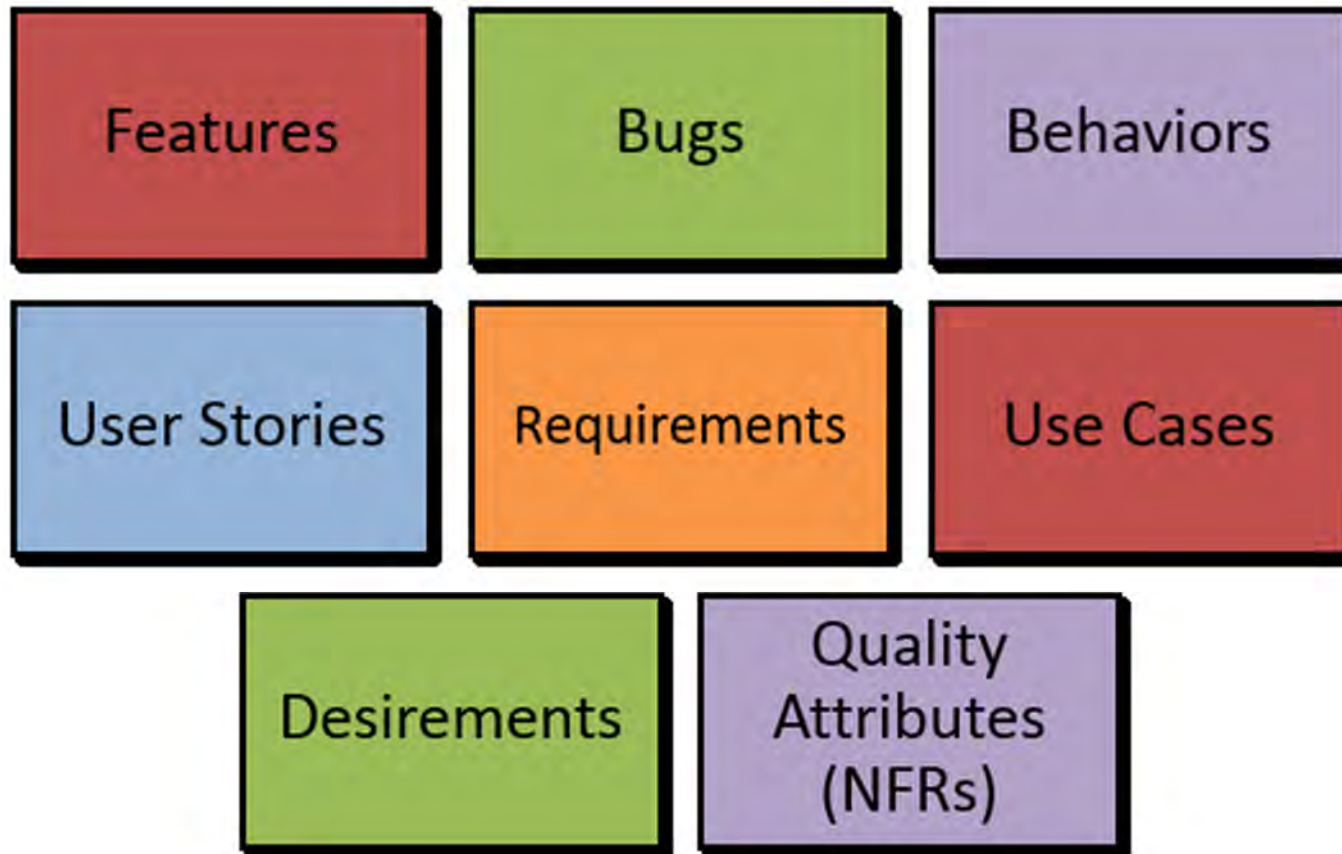 Features
Bugs
Behaviors
User Stories
Requirements
Use Cases
Desirements
Quality
Attributes
(NFRs)